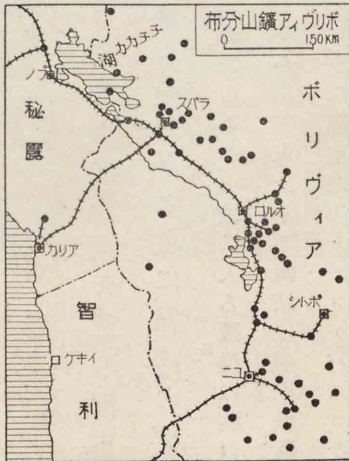 布分山鑛アィヴリボ
0 150KM
湖カカチチ
ノプ
スパラ
秘露
ボリヴィア
ロルオ
カリア
シトポ
智利
ケキイ
ニユ